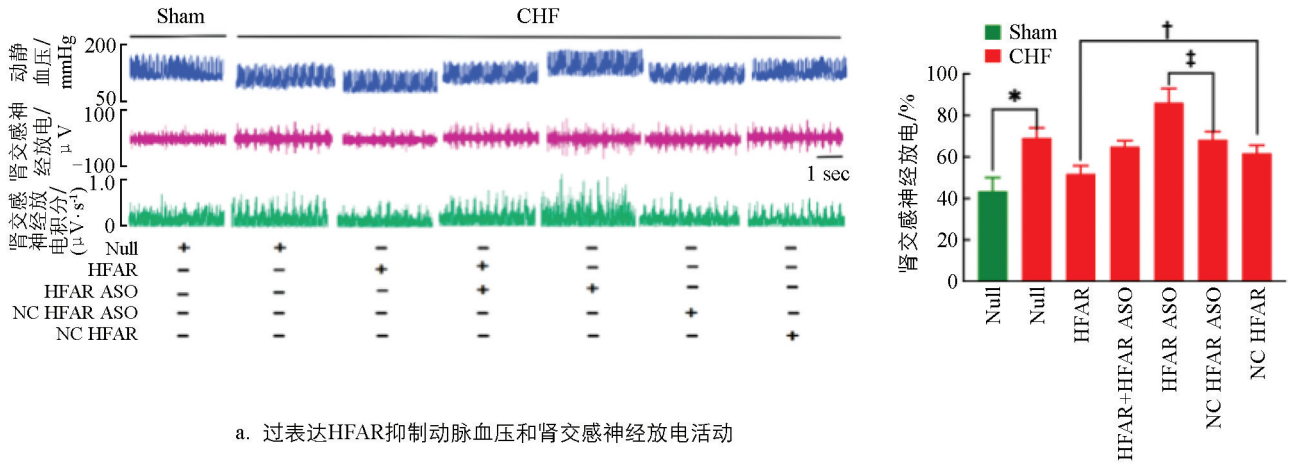 Sham
CHF
动静
血压/
mmHg
200
50
肾交感神
经放电/
μV
100
−100
1 sec
肾交感
神经放
电积分/
(μV·s⁻¹)
1.0
0
Null + + − − − − −
HFAR − − + + − − −
HFAR ASO − − − + + − −
NC HFAR ASO − − − − − + −
NC HFAR − − − − − − +
a. 过表达HFAR抑制动脉血压和肾交感神经放电活动
Sham
CHF
肾交感神经放电/%
100
80
60
40
20
0
*
†
‡
Null
Null
HFAR
HFAR+HFAR ASO
HFAR ASO
NC HFAR ASO
NC HFAR